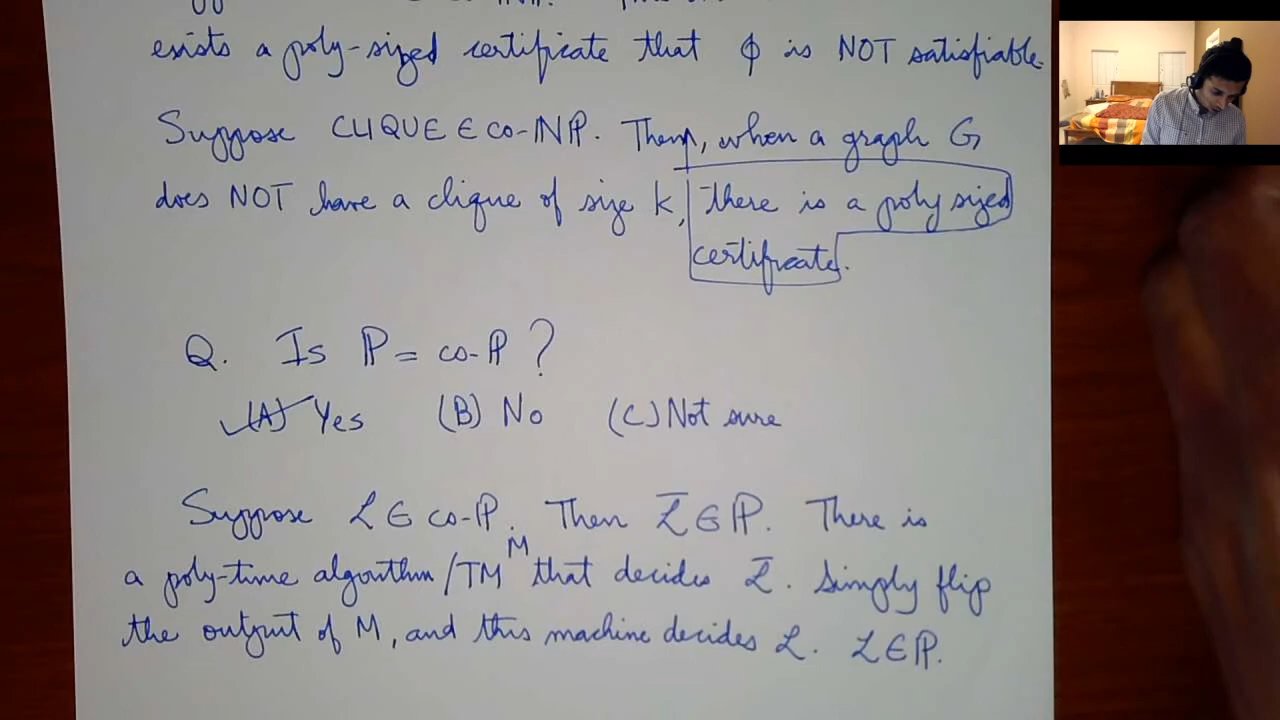 exists a poly-sized certificate that ϕ is NOT satisfiable.
Suppose CLIQUE ∈ co-ℕℙ. Then, when a graph G
does NOT have a clique of size k, there is a poly sized
certificate.
Q. Is ℙ = co-ℙ ?
(A) Yes (B) No (C) Not sure
Suppose L ∈ co-ℙ. Then L̅ ∈ ℙ. There is
a poly-time algorithm/TM M that decides L̅. Simply flip
the output of M, and this machine decides L. L ∈ ℙ.